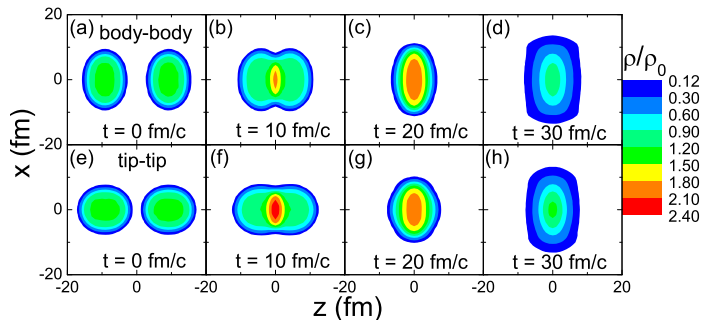 (a) body-body
(b)
(c)
(d)
t = 0 fm/c
t = 10 fm/c
t = 20 fm/c
t = 30 fm/c
(e) tip-tip
(f)
(g)
(h)
t = 0 fm/c
t = 10 fm/c
t = 20 fm/c
t = 30 fm/c
20
0
-20
20
0
-20
x (fm)
-20
0
-20
0
-20
0
-20
0
20
z (fm)
ρ/ρ0
0.12
0.30
0.60
0.90
1.20
1.50
1.80
2.10
2.40